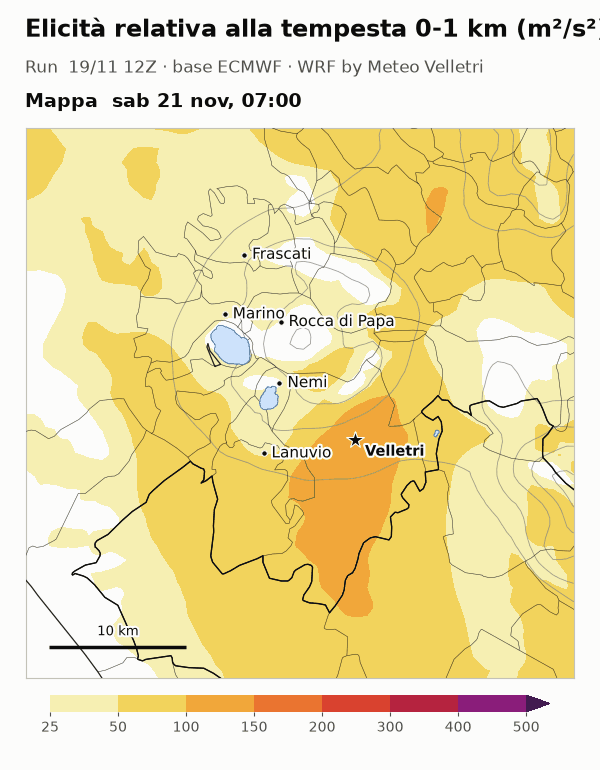 Elicità relativa alla tempesta 0-1 km (m²/s²)
Run 19/11 12Z · base ECMWF · WRF by Meteo Velletri
Mappa sab 21 nov, 07:00
Frascati
Marino
Rocca di Papa
Nemi
Velletri
Lanuvio
10 km
25 50 100 150 200 300 400 500